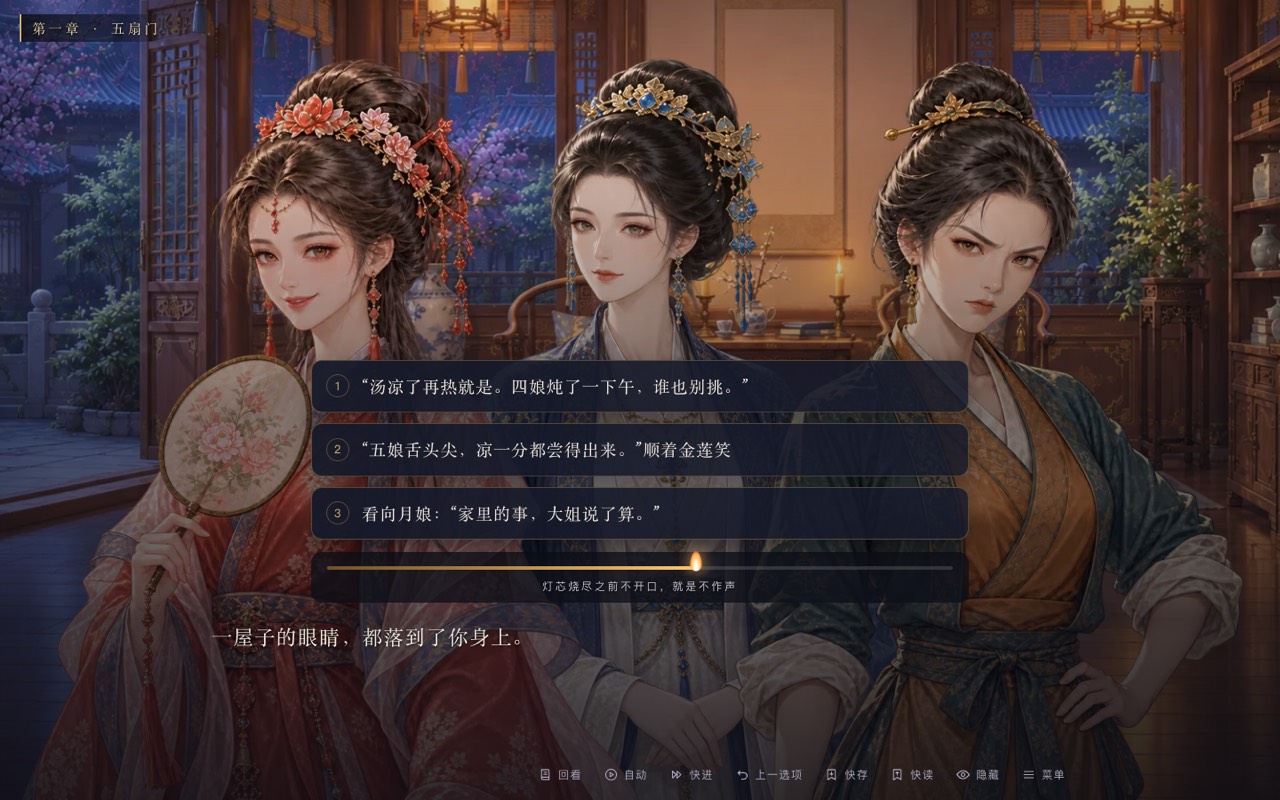 第一章 · 五扇门
1 “汤凉了再热就是。四娘炖了一下午，谁也别挑。”
2 “五娘舌头尖，凉一分都尝得出来。”顺着金莲笑
3 看向月娘：“家里的事，大姐说了算。”
灯芯烧尽之前不开口，就是不作声
一屋子的眼睛，都落到了你身上。
回看 自动 快进 上一选项 快存 快读 隐藏 菜单